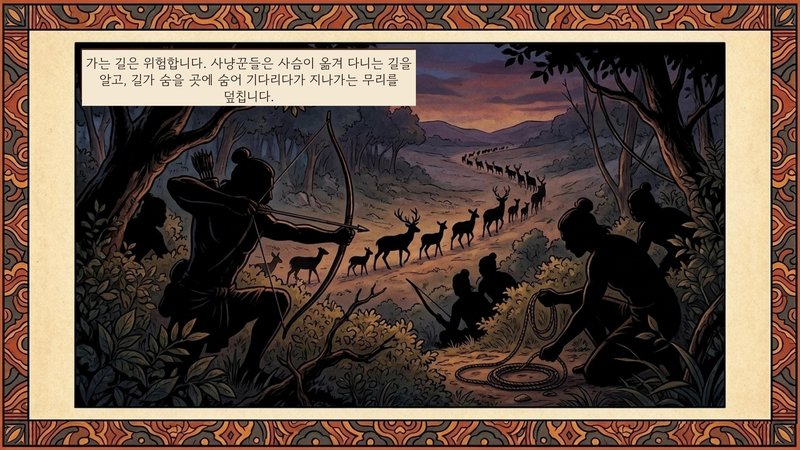 가는 길은 위험합니다. 사냥꾼들은 사슴이 옮겨 다니는 길을
알고, 길가 숨을 곳에 숨어 기다리다가 지나가는 무리를
덮칩니다.